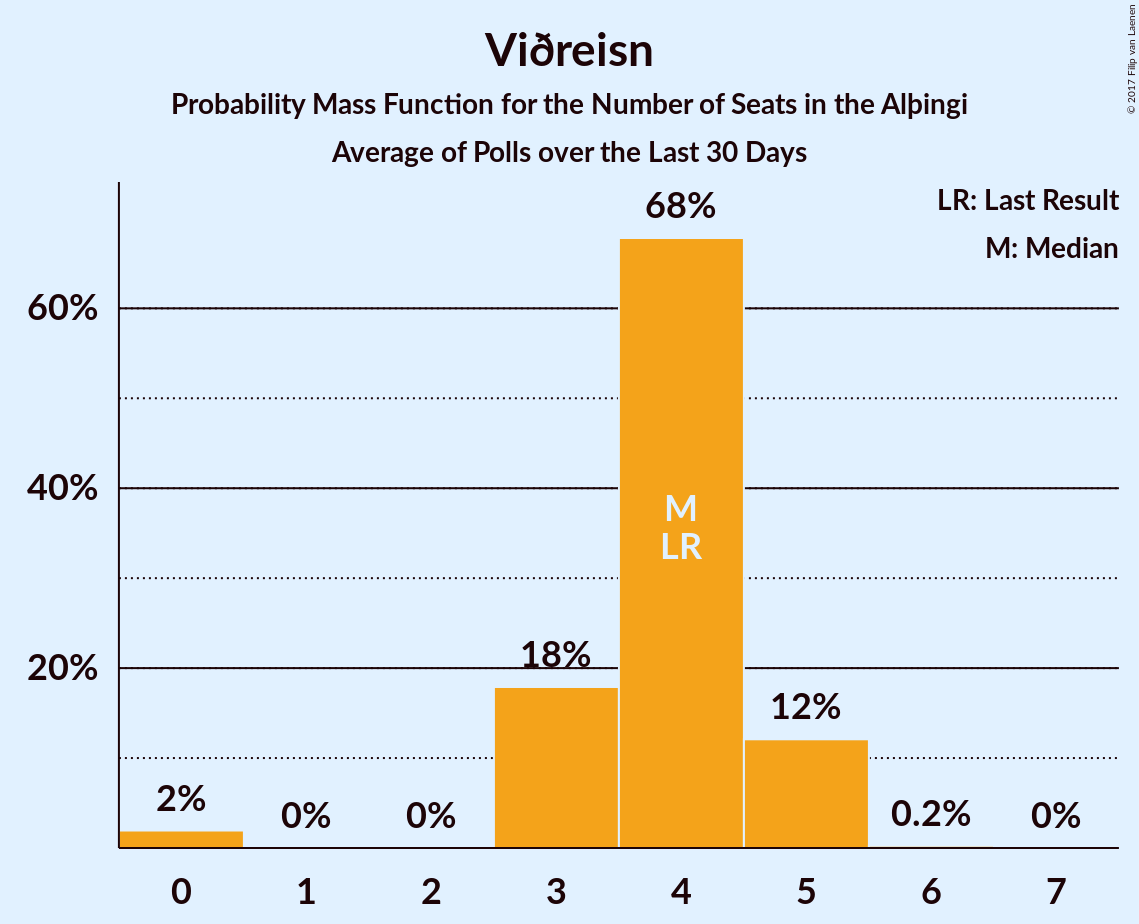 Viðreisn
Probability Mass Function for the Number of Seats in the Alþingi
Average of Polls over the Last 30 Days
© 2017 Filip van Laenen
LR: Last Result
M: Median
60%
40%
20%
2%
0%
0%
18%
68%
M
LR
12%
0.2%
0%
0 1 2 3 4 5 6 7